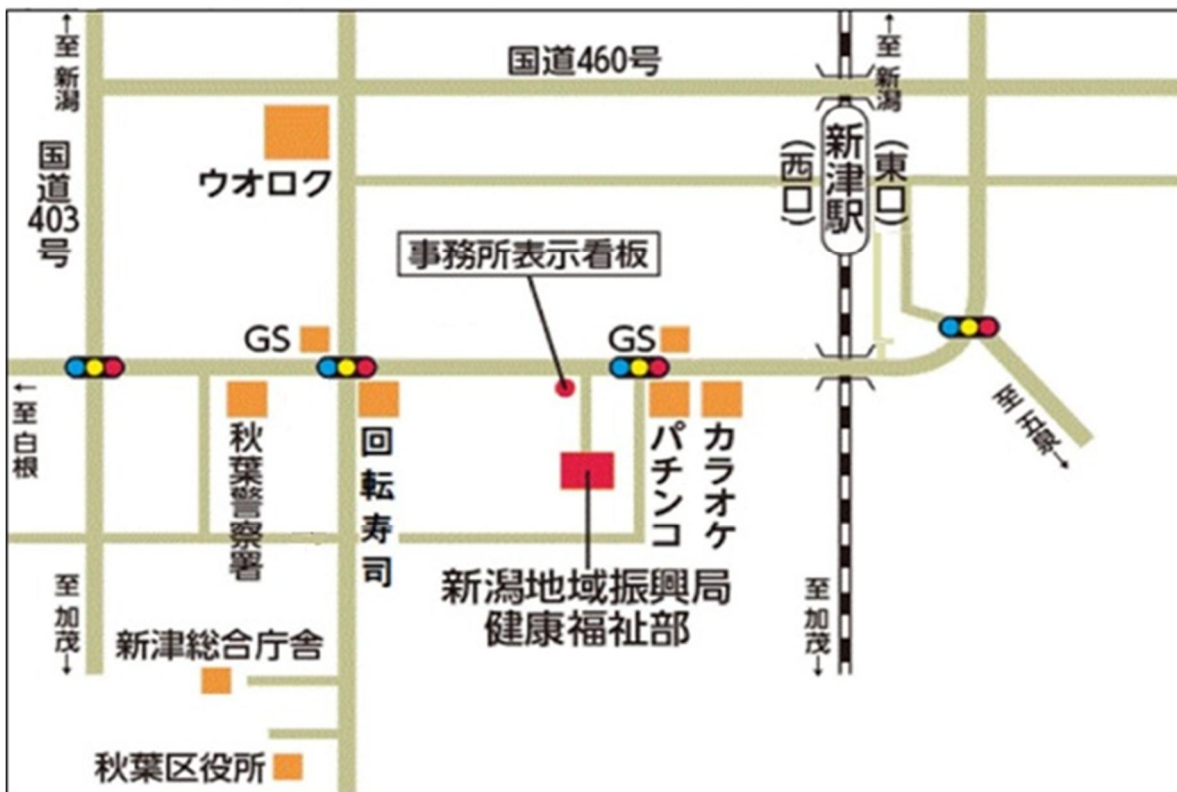 ←至 新潟
国道460号
←至 新潟
国道403号
ウオロク
(西口)
新津駅
(東口)
事務所表示看板
GS
GS
←至 白根
秋葉警察署
回転寿司
パチンコ
カラオケ
至 五泉→
新潟地域振興局
健康福祉部
至 加茂→
至 加茂→
新津総合庁舎
秋葉区役所